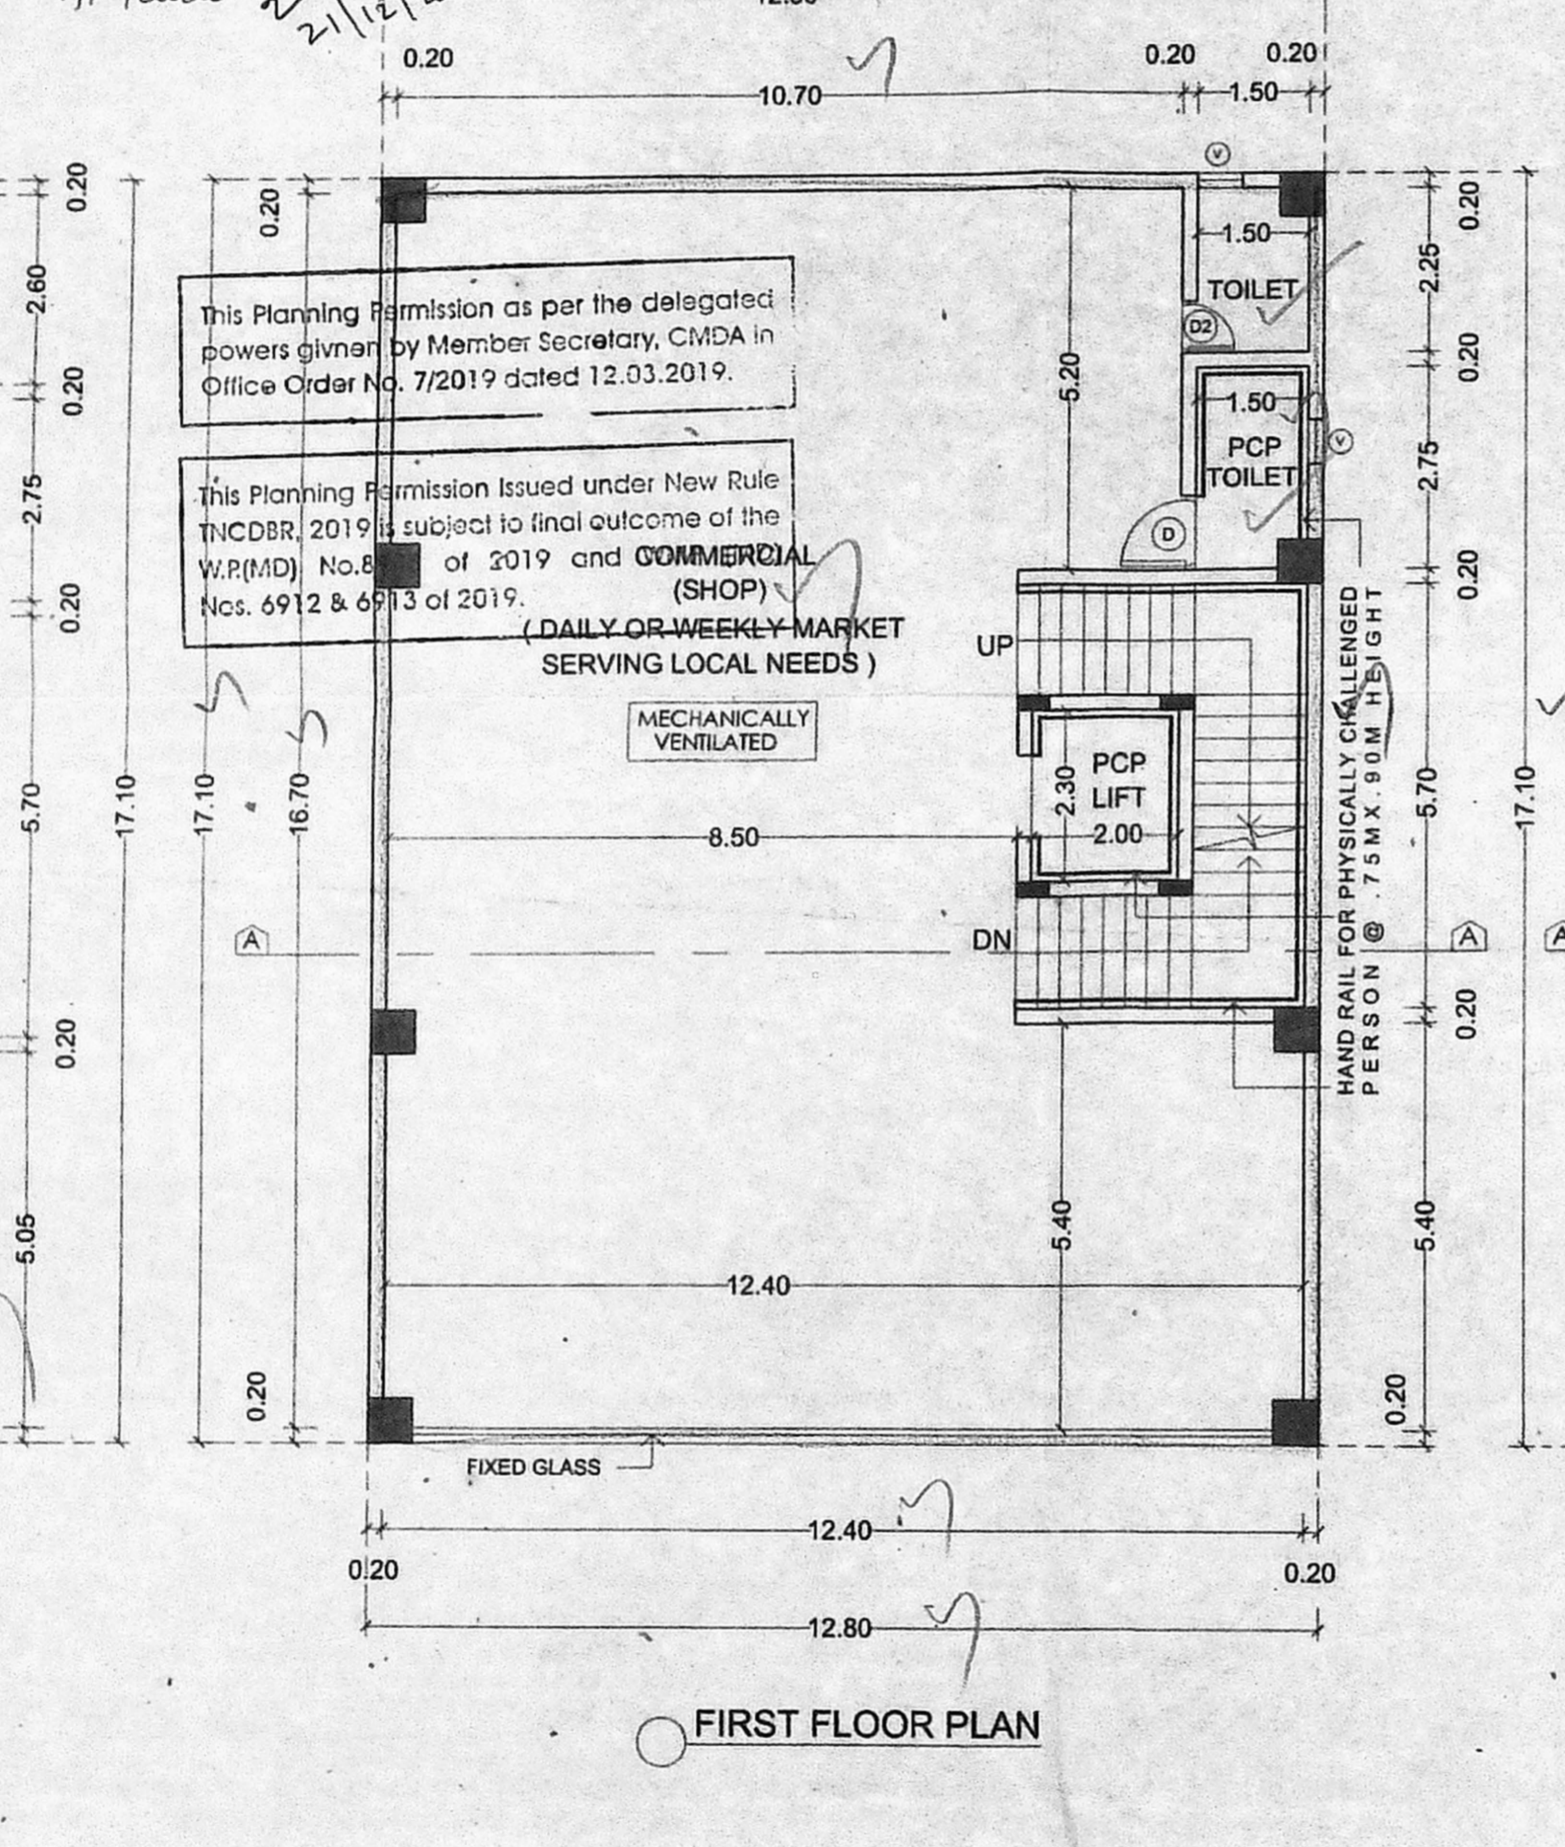 21/12/
0.20
0.20
0.20
10.70
1.50
V
0.20
0.20
0.20
1.50
2.60
2.25
TOILET
This Planning Permission as per the delegated
powers givnen by Member Secretary, CMDA in
Office Order No. 7/2019 dated 12.03.2019.
D2
5.20
0.20
0.20
1.50
PCP
TOILET
V
This Planning Permission Issued under New Rule
TNCDBR, 2019 is subject to final outcome of the
W.P.(MD) No.8 of 2019 and
Nos. 6912 & 6913 of 2019.
2.75
2.75
D
COMMERCIAL
(SHOP)
( DAILY OR WEEKLY MARKET
SERVING LOCAL NEEDS )
0.20
0.20
UP
MECHANICALLY
VENTILATED
PCP
LIFT
2.30
2.00
8.50
5.70
17.10
17.10
16.70
5.70
17.10
HAND RAIL FOR PHYSICALLY CHALLENGED
PERSON @ .75MX.90M HEIGHT
A
DN
A
A
0.20
0.20
5.05
5.40
5.40
12.40
0.20
0.20
FIXED GLASS
12.40
0.20
0.20
12.80
FIRST FLOOR PLAN